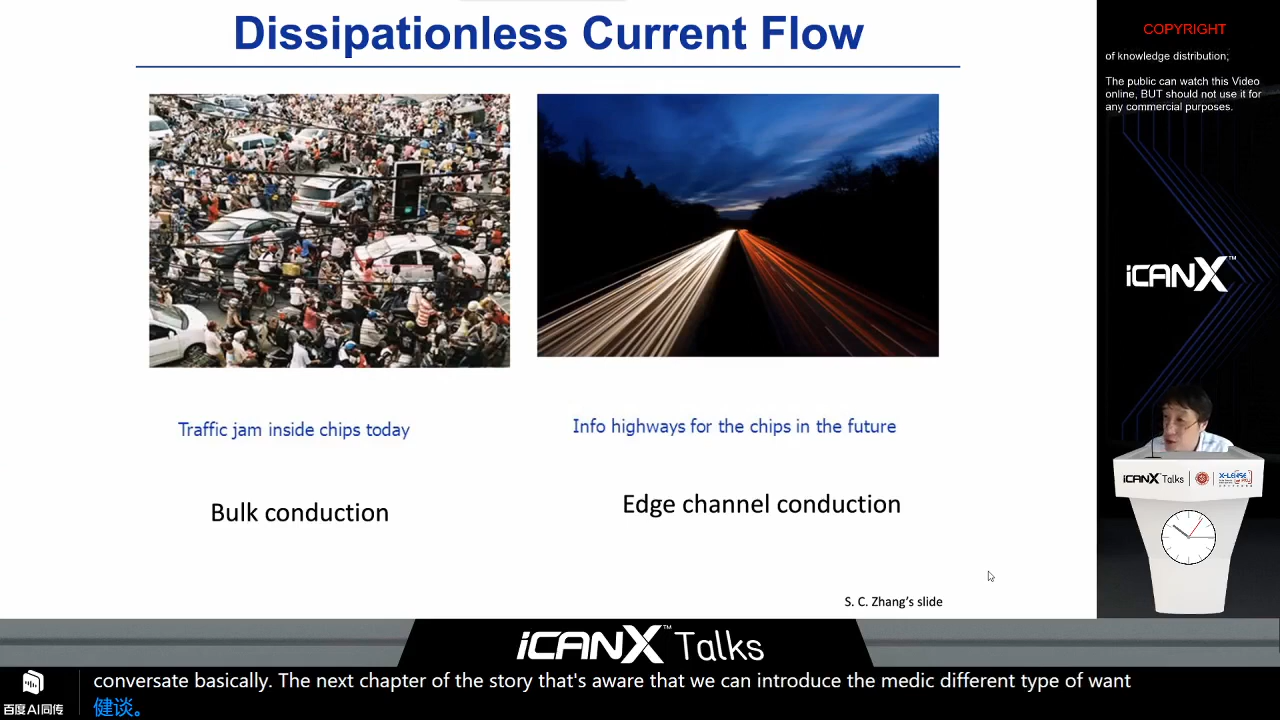 Dissipationless Current Flow
Traffic jam inside chips today
Info highways for the chips in the future
Bulk conduction
Edge channel conduction
S. C. Zhang's slide
COPYRIGHT
of knowledge distribution;
The public can watch this Video
online, BUT should not use it for
any commercial purposes.
iCANX™
iCANX Talks
X-LENSE
iCANX™ Talks
百度AI同传
conversate basically. The next chapter of the story that's aware that we can introduce the medic different type of want
健谈。